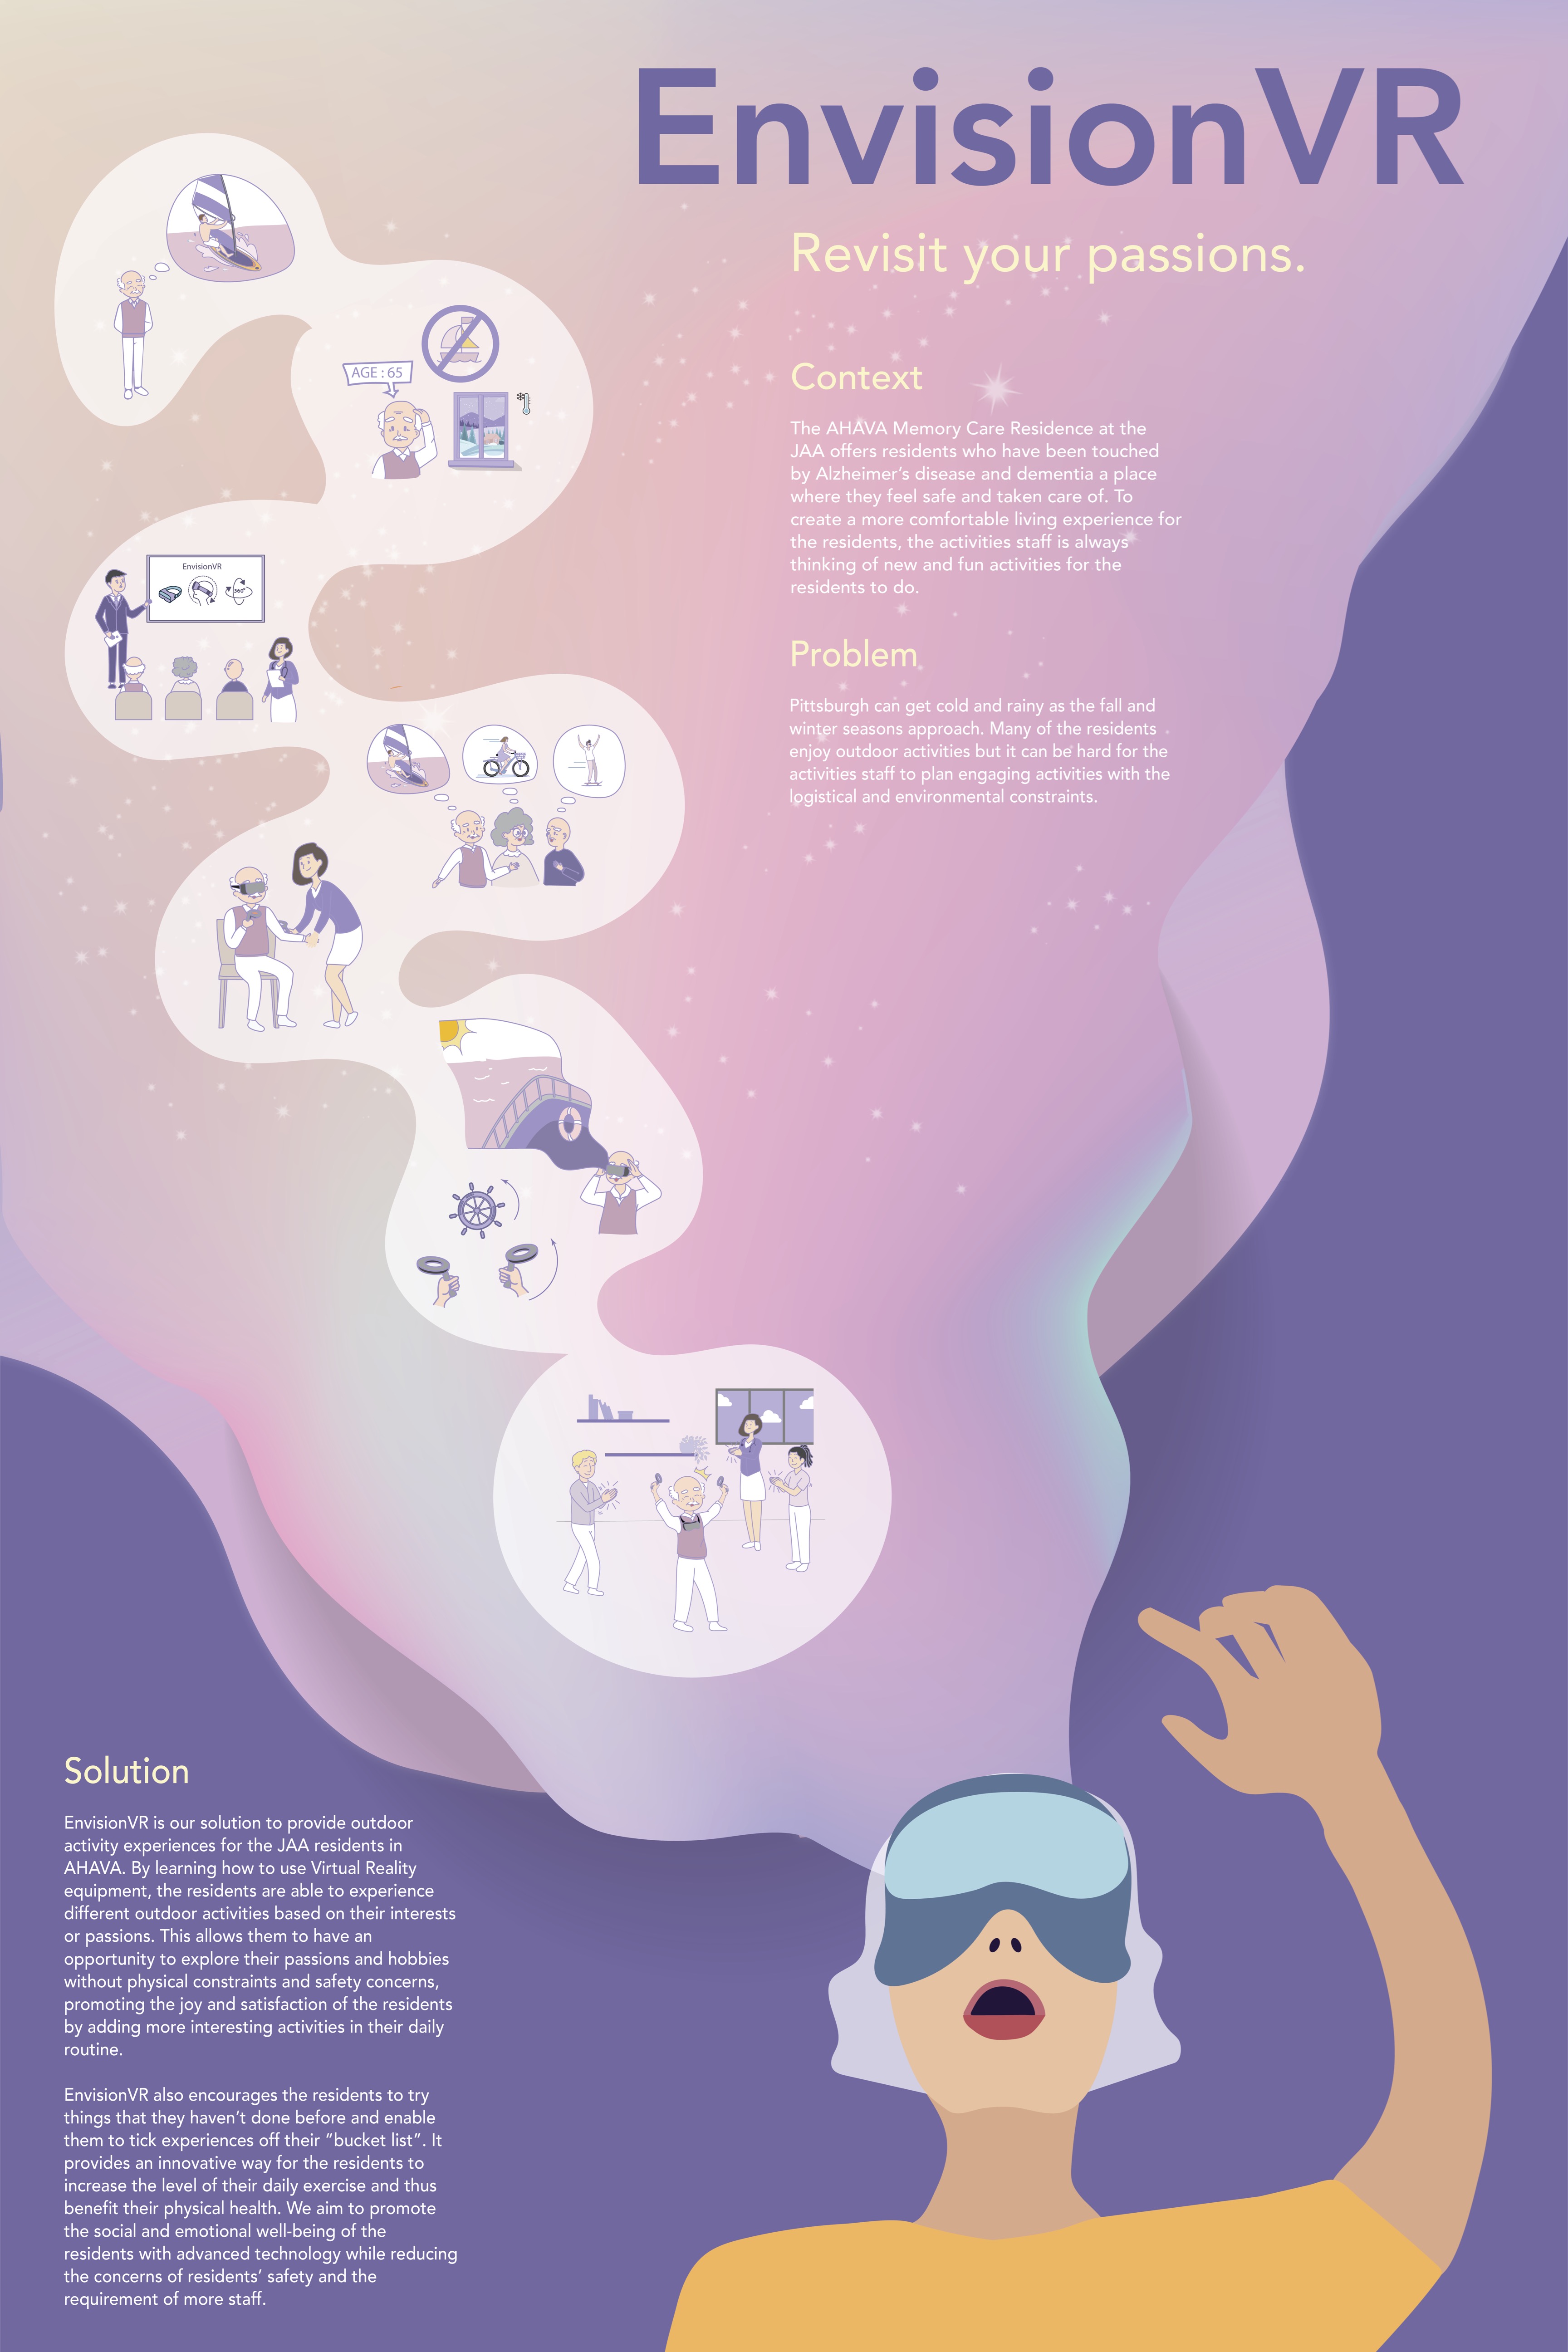 EnvisionVR
Revisit your passions.
AGE : 65
Context
The AHAVA Memory Care Residence at the
JAA offers residents who have been touched
by Alzheimer's disease and dementia a place
where they feel safe and taken care of. To
create a more comfortable living experience for
the residents, the activities staff is always
thinking of new and fun activities for the
residents to do.
EnvisionVR
360°
Problem
Pittsburgh can get cold and rainy as the fall and
winter seasons approach. Many of the residents
enjoy outdoor activities but it can be hard for the
activities staff to plan engaging activities with the
logistical and environmental constraints.
Solution
EnvisionVR is our solution to provide outdoor
activity experiences for the JAA residents in
AHAVA. By learning how to use Virtual Reality
equipment, the residents are able to experience
different outdoor activities based on their interests
or passions. This allows them to have an
opportunity to explore their passions and hobbies
without physical constraints and safety concerns,
promoting the joy and satisfaction of the residents
by adding more interesting activities in their daily
routine.
EnvisionVR also encourages the residents to try
things that they haven't done before and enable
them to tick experiences off their “bucket list”. It
provides an innovative way for the residents to
increase the level of their daily exercise and thus
benefit their physical health. We aim to promote
the social and emotional well-being of the
residents with advanced technology while reducing
the concerns of residents' safety and the
requirement of more staff.